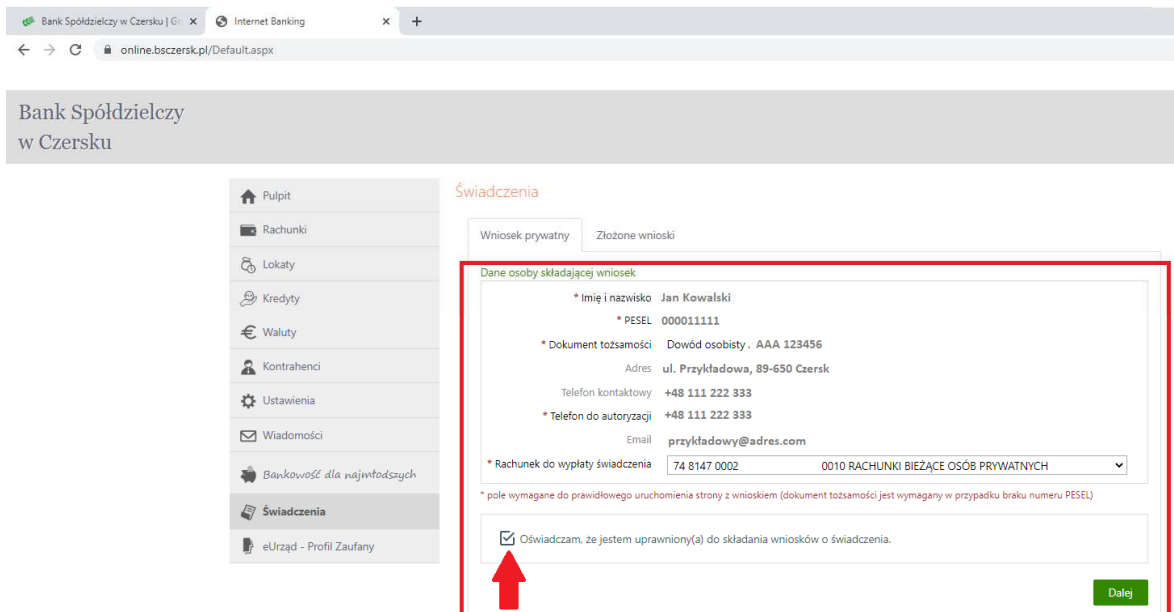 Bank Spółdzielczy w Czersku | Gr
Internet Banking
online.bsczersk.pl/Default.aspx
Bank Spółdzielczy
w Czersku
Pulpit
Rachunki
Lokaty
Kredyty
Waluty
Kontrahenci
Ustawienia
Wiadomości
Bankowość dla najmłodszych
Świadczenia
eUrząd - Profil Zaufany
Świadczenia
Wniosek prywatny Złożone wnioski
Dane osoby składającej wniosek
* Imię i nazwisko Jan Kowalski
* PESEL 000011111
* Dokument tożsamości Dowód osobisty . AAA 123456
Adres ul. Przykładowa, 89-650 Czersk
Telefon kontaktowy +48 111 222 333
* Telefon do autoryzacji +48 111 222 333
Email przykładowy@adres.com
* Rachunek do wypłaty świadczenia 74 8147 0002 0010 RACHUNKI BIEŻĄCE OSÓB PRYWATNYCH
* pole wymagane do prawidłowego uruchomienia strony z wnioskiem (dokument tożsamości jest wymagany w przypadku braku numeru PESEL)
Oświadczam, że jestem uprawniony(a) do składania wniosków o świadczenia.
Dalej